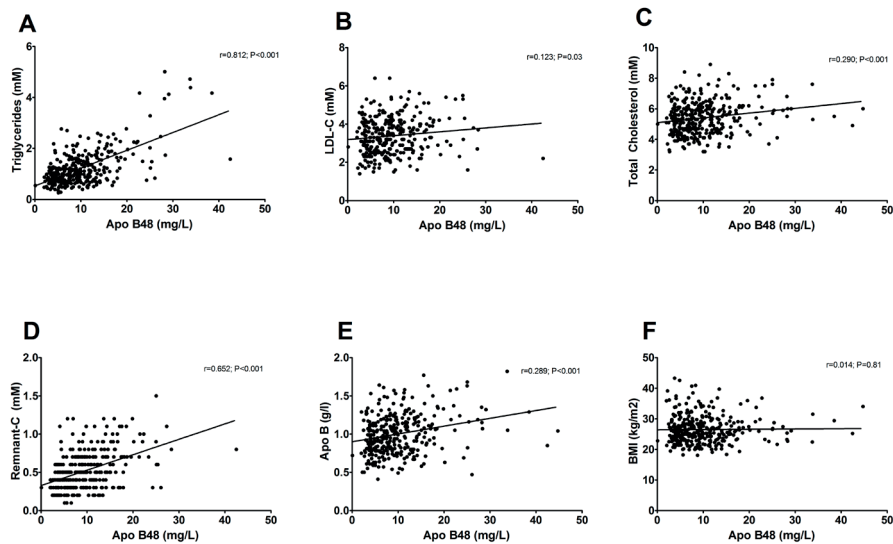 A
r=0.812; P<0.001
Triglycerides (mM)
6
4
2
0
0 10 20 30 40 50
Apo B48 (mg/L)
B
r=0.123; P=0.03
LDL-C (mM)
8
6
4
2
0
0 10 20 30 40 50
Apo B48 (mg/L)
C
r=0.290; P<0.001
Total Cholesterol (mM)
10
8
6
4
2
0
0 10 20 30 40 50
Apo B48 (mg/L)
D
r=0.652; P<0.001
Remnant-C (mM)
2.0
1.5
1.0
0.5
0.0
0 10 20 30 40 50
Apo B48 (mg/L)
E
r=0.289; P<0.001
Apo B (g/l)
2.0
1.5
1.0
0.5
0.0
0 10 20 30 40 50
Apo B48 (mg/L)
F
r=0.014; P=0.81
BMI (kg/m2)
50
40
30
20
10
0
0 10 20 30 40 50
Apo B48 (mg/L)